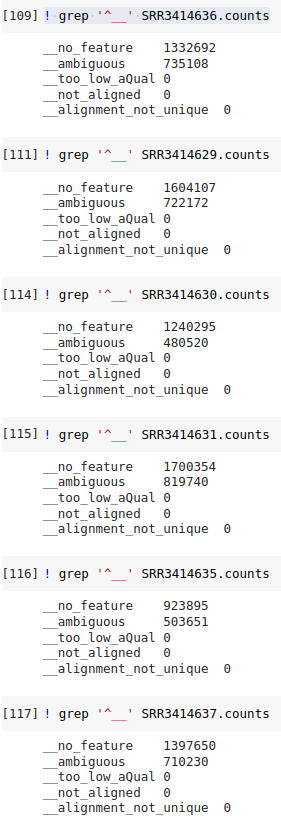 [109] ! grep '^__' SRR3414636.counts
__no_feature 1332692
__ambiguous 735108
__too_low_aQual 0
__not_aligned 0
__alignment_not_unique 0
[111] ! grep '^__' SRR3414629.counts
__no_feature 1604107
__ambiguous 722172
__too_low_aQual 0
__not_aligned 0
__alignment_not_unique 0
[114] ! grep '^__' SRR3414630.counts
__no_feature 1240295
__ambiguous 480520
__too_low_aQual 0
__not_aligned 0
__alignment_not_unique 0
[115] ! grep '^__' SRR3414631.counts
__no_feature 1700354
__ambiguous 819740
__too_low_aQual 0
__not_aligned 0
__alignment_not_unique 0
[116] ! grep '^__' SRR3414635.counts
__no_feature 923895
__ambiguous 503651
__too_low_aQual 0
__not_aligned 0
__alignment_not_unique 0
[117] ! grep '^__' SRR3414637.counts
__no_feature 1397650
__ambiguous 710230
__too_low_aQual 0
__not_aligned 0
__alignment_not_unique 0